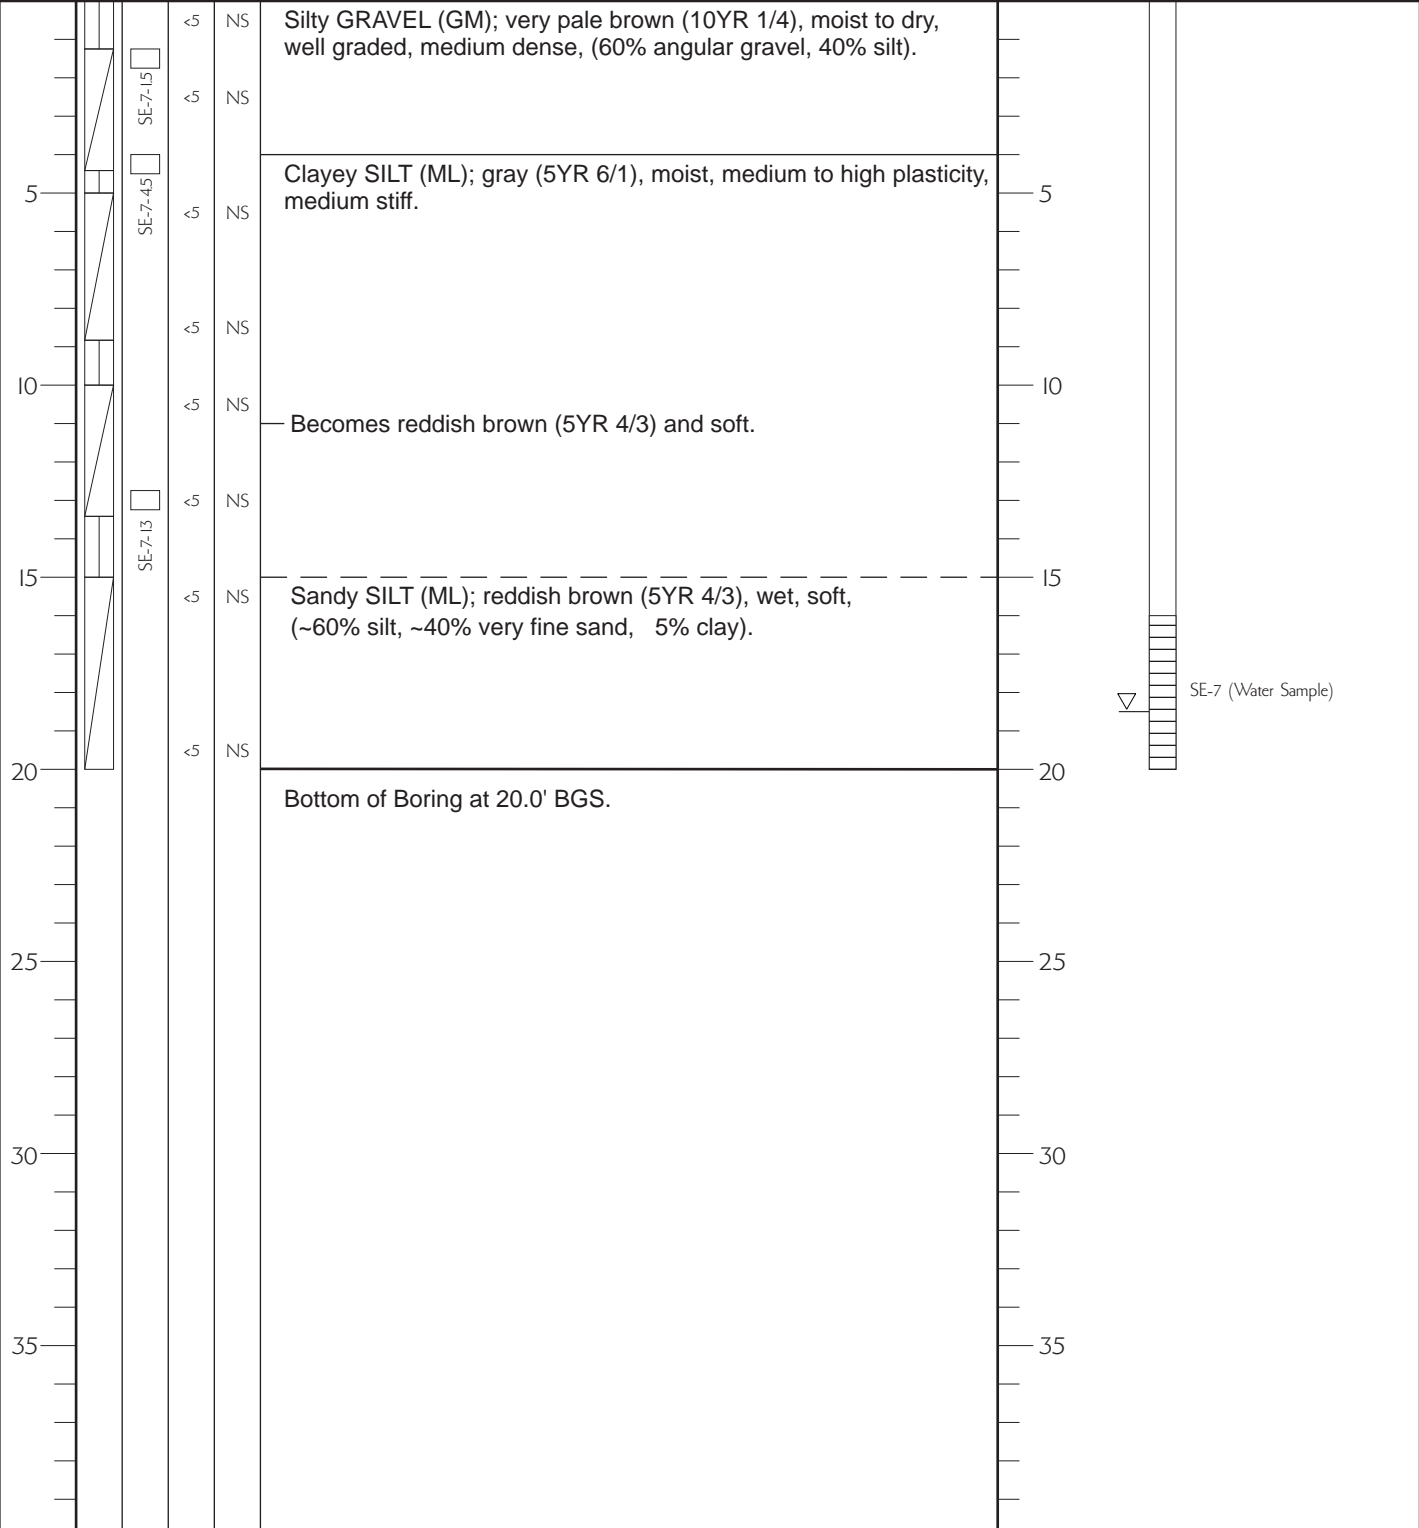 <5 NS Silty GRAVEL (GM); very pale brown (10YR 1/4), moist to dry,
well graded, medium dense, (60% angular gravel, 40% silt).
SE-7-1.5
<5 NS
Clayey SILT (ML); gray (5YR 6/1), moist, medium to high plasticity,
medium stiff.
5 SE-7-4.5 <5 NS 5
<5 NS
10 10
<5 NS
Becomes reddish brown (5YR 4/3) and soft.
<5 NS
SE-7-13
15 15
<5 NS Sandy SILT (ML); reddish brown (5YR 4/3), wet, soft,
(~60% silt, ~40% very fine sand, 5% clay).
SE-7 (Water Sample)
<5 NS
20 20
Bottom of Boring at 20.0' BGS.
25 25
30 30
35 35